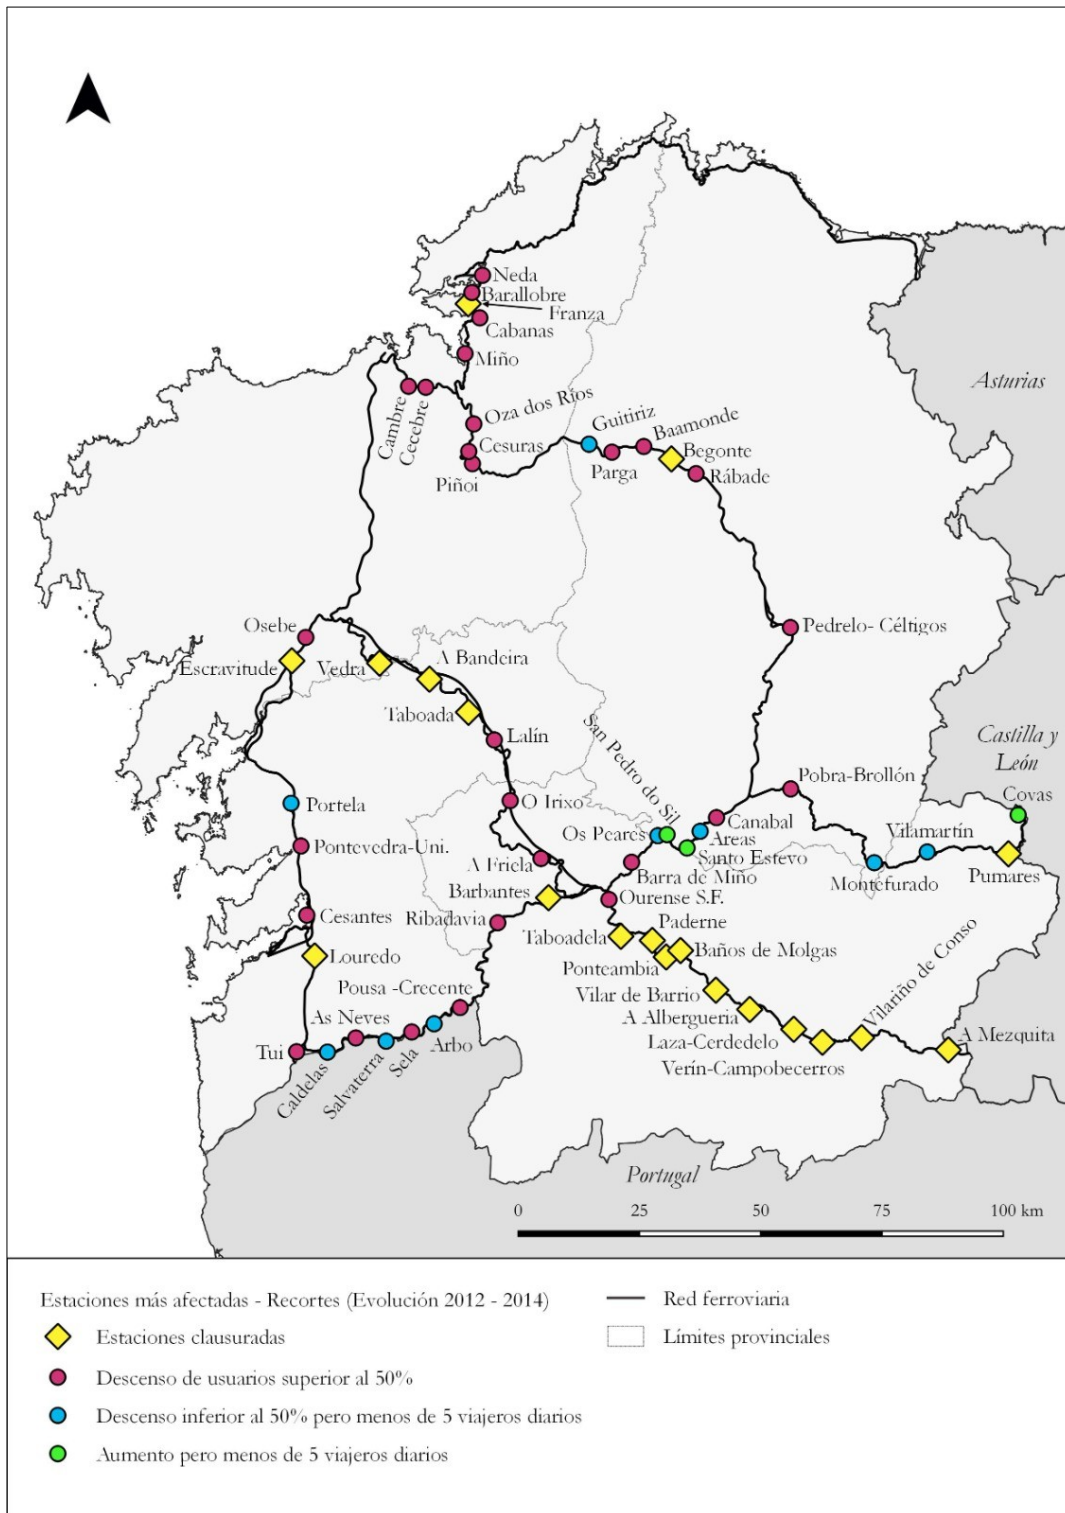 Neda
Barallobre
Franza
Cabanas
Miño
Asturias
Cambre
Cecebre
Oza dos Ríos
Guitiriz
Baamonde
Cesuras
Begonte
Piñoi
Parga
Rábade
Osebe
Pedrelo- Céltigos
Escravitude
Vedra
A Bandeira
Taboada
San Pedro do Sil
Lalín
Castilla y
León
Pobra-Brollón
Covas
Portela
O Irixo
Os Peares
Canabal
Areas
Vilamartín
Pontevedra-Uni.
Santo Estevo
A Friela
Barra de Miño
Montefurado
Pumares
Barbantes
Ourense S.F.
Cesantes
Ribadavia
Paderne
Taboadela
Baños de Molgas
Louredo
Ponteambia
Vilariño de Conso
Pousa -Crecente
Vilar de Barrio
A Albergueria
As Neves
Laza-Cerdedelo
A Mezquita
Tui
Caldelas
Salvaterra
Sela
Arbo
Verín-Campobecerros
Portugal
0 25 50 75 100 km
Estaciones más afectadas - Recortes (Evolución 2012 - 2014)
Estaciones clausuradas
Descenso de usuarios superior al 50%
Descenso inferior al 50% pero menos de 5 viajeros diarios
Aumento pero menos de 5 viajeros diarios
Red ferroviaria
Límites provinciales